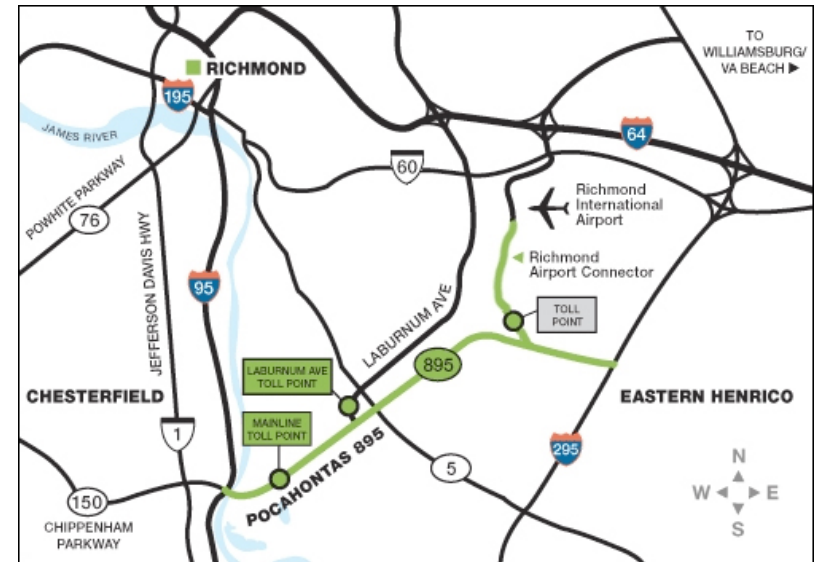 TO
WILLIAMSBURG/
VA BEACH ▶
RICHMOND
195
64
JAMES RIVER
60
POWHITE PARKWAY
76
Richmond
International
Airport
Richmond
Airport Connector
JEFFERSON DAVIS HWY
95
LABURNUM AVE
TOLL
POINT
895
LABURNUM AVE
TOLL POINT
CHESTERFIELD
EASTERN HENRICO
MAINLINE
TOLL POINT
1
POCAHONTAS 895
295
5
150
CHIPPENHAM
PARKWAY
N
W
E
S